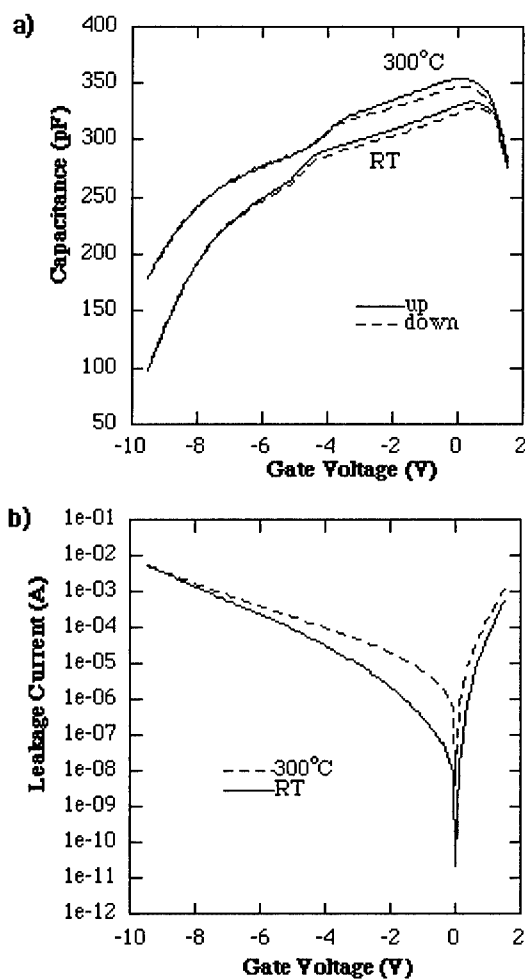 a)
400
350
300
250
200
150
100
50
Capacitance (pF)
300°C
RT
up
down
-10 -8 -6 -4 -2 0 2
Gate Voltage (V)
b)
1e-01
1e-02
1e-03
1e-04
1e-05
1e-06
1e-07
1e-08
1e-09
1e-10
1e-11
1e-12
Leakage Current (A)
300°C
RT
-10 -8 -6 -4 -2 0 2
Gate Voltage (V)